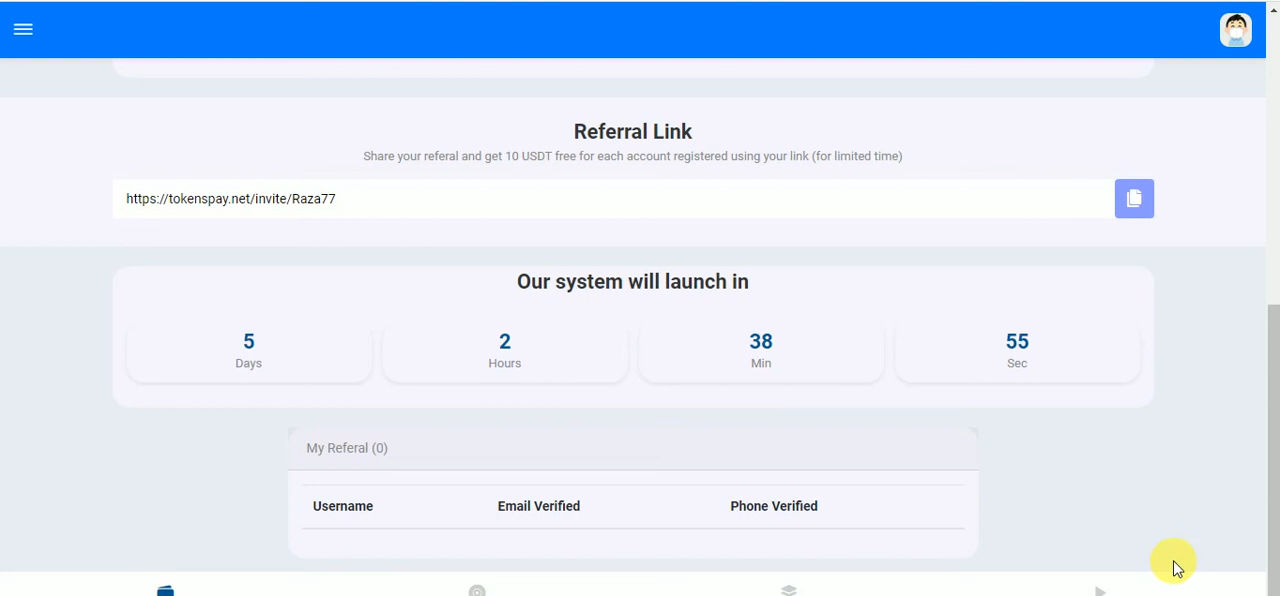 Referral Link
Share your referral and get 10 USDT free for each account registered using your link (for limited time)
https://tokenspay.net/invite/Raza77
Our system will launch in
5 2 38 55
Days Hours Min Sec
My Referal (0)
Username Email Verified Phone Verified